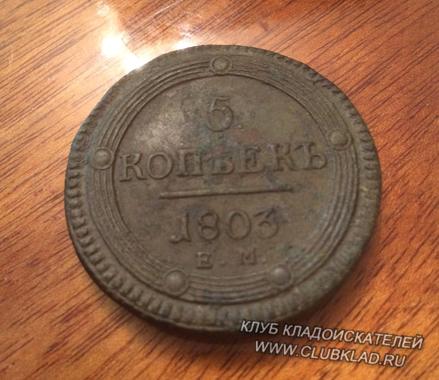 5
КОПѢЕКЪ
1803
Е. М.
КЛУБ КЛАДОИСКАТЕЛЕЙ
WWW.CLUBKLAD.RU